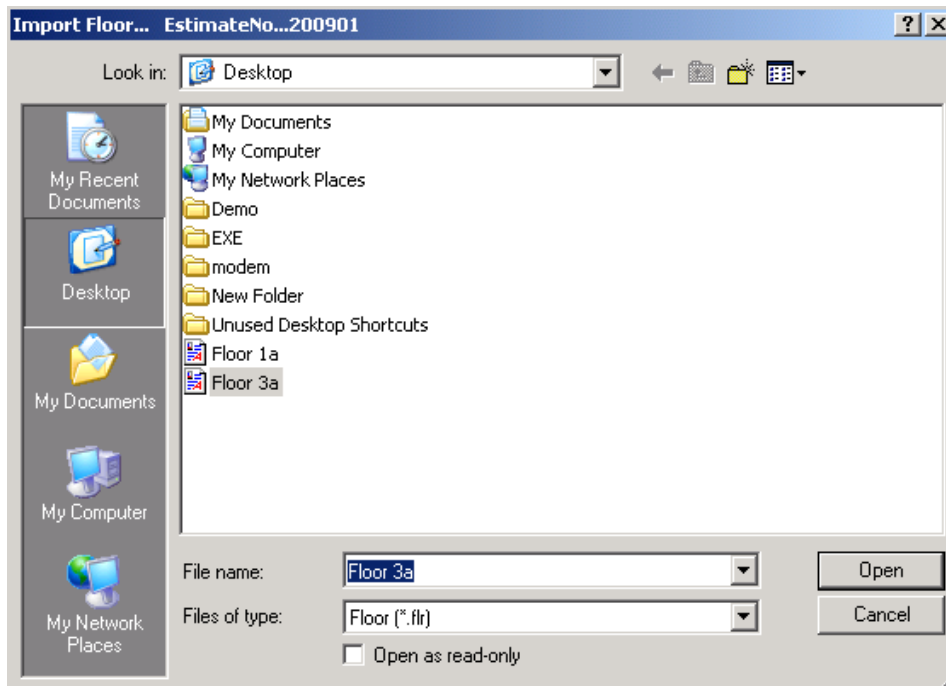 Import Floor... EstimateNo...200901
Look in:
Desktop
My Recent
Documents
Desktop
My Documents
My Computer
My Network
Places
My Documents
My Computer
My Network Places
Demo
EXE
modem
New Folder
Unused Desktop Shortcuts
Floor 1a
Floor 3a
File name:
Floor 3a
Open
Files of type:
Floor (*.flr)
Cancel
Open as read-only